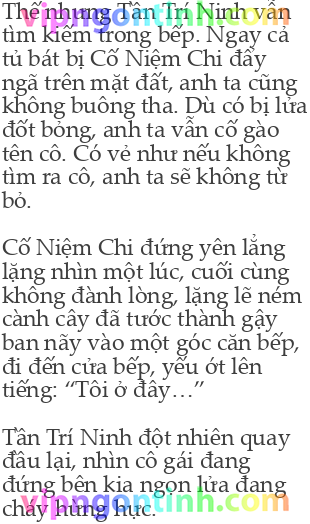 Thế nhưng Tần Trí Ninh vẫn
vipngontinh.com
tìm kiếm trong bếp. Ngay cả
tủ bát bị Cố Niệm Chi đẩy
ngã trên mặt đất, anh ta cũng
không buông tha. Dù có bị lửa
đốt bỏng, anh ta vẫn cố gào
tên cô. Có vẻ như nếu không
tìm ra cô, anh ta sẽ không từ
bỏ.

Cố Niệm Chi đứng yên lẳng
lặng nhìn một lúc, cuối cùng
không đành lòng, lặng lẽ ném
cành cây đã tước thành gậy
ban nãy vào một góc căn bếp,
đi đến cửa bếp, yếu ớt lên
tiếng: “Tôi ở đây…”

Tần Trí Ninh đột nhiên quay
đầu lại, nhìn cô gái đang
đứng bên kia ngọn lửa đang
vipngontinh.com
cháy hừng hực.